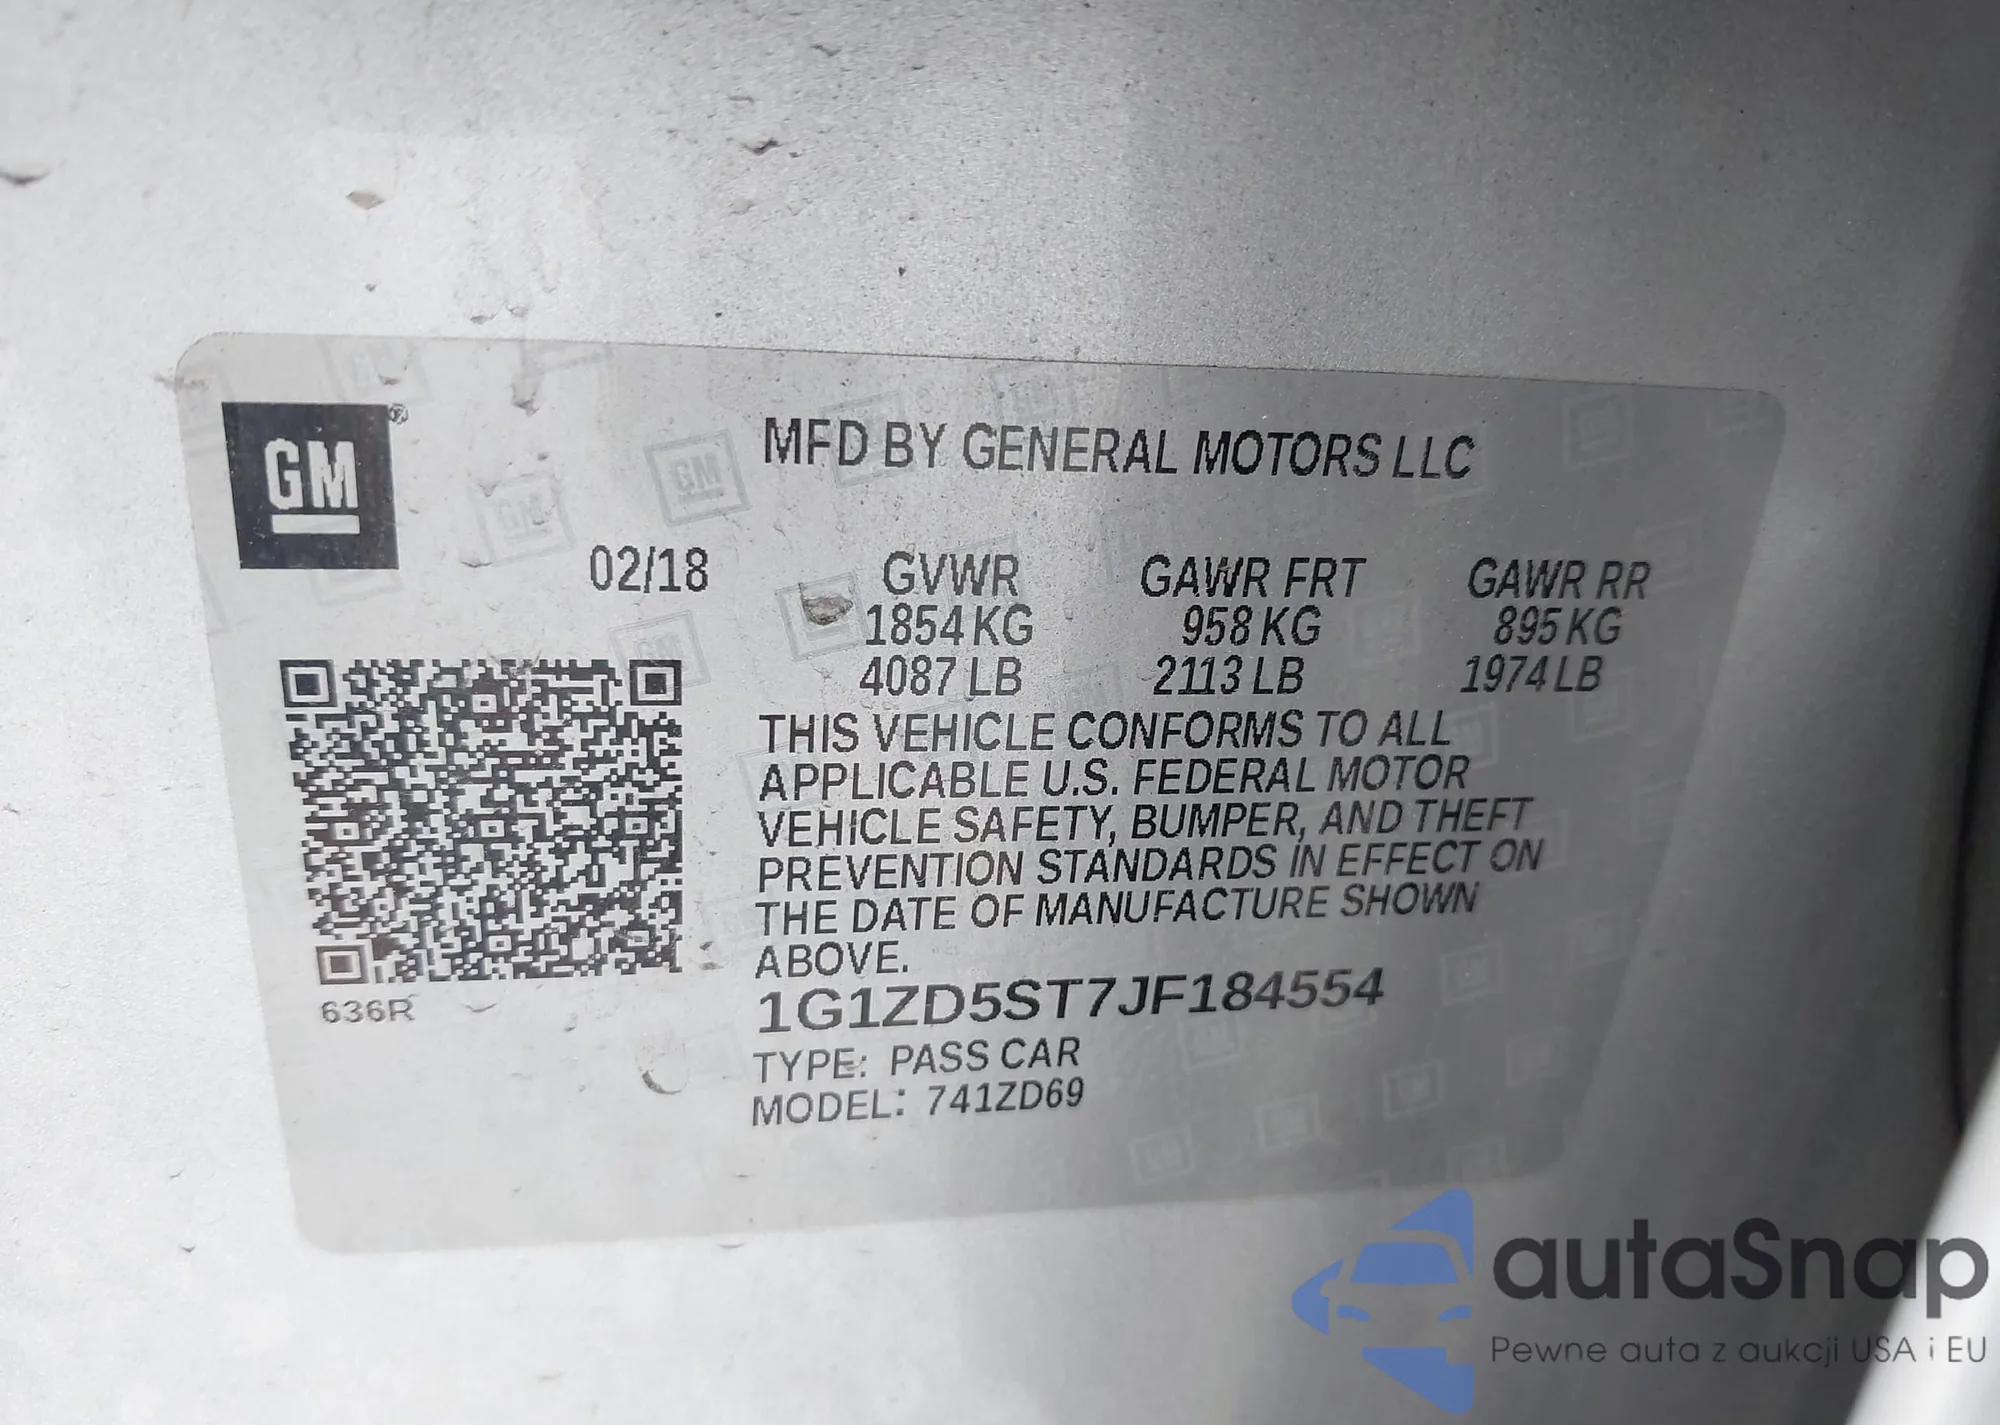 GM
MFD BY GENERAL MOTORS LLC
02/18 GVWR GAWR FRT GAWR RR
1854 KG 958 KG 895 KG
4087 LB 2113 LB 1974 LB
THIS VEHICLE CONFORMS TO ALL
APPLICABLE U.S. FEDERAL MOTOR
VEHICLE SAFETY, BUMPER, AND THEFT
PREVENTION STANDARDS IN EFFECT ON
THE DATE OF MANUFACTURE SHOWN
ABOVE.
636R
1G1ZD5ST7JF184554
TYPE: PASS CAR
MODEL: 741ZD69
autaSnap
Pewne auta z aukcji USA i EU